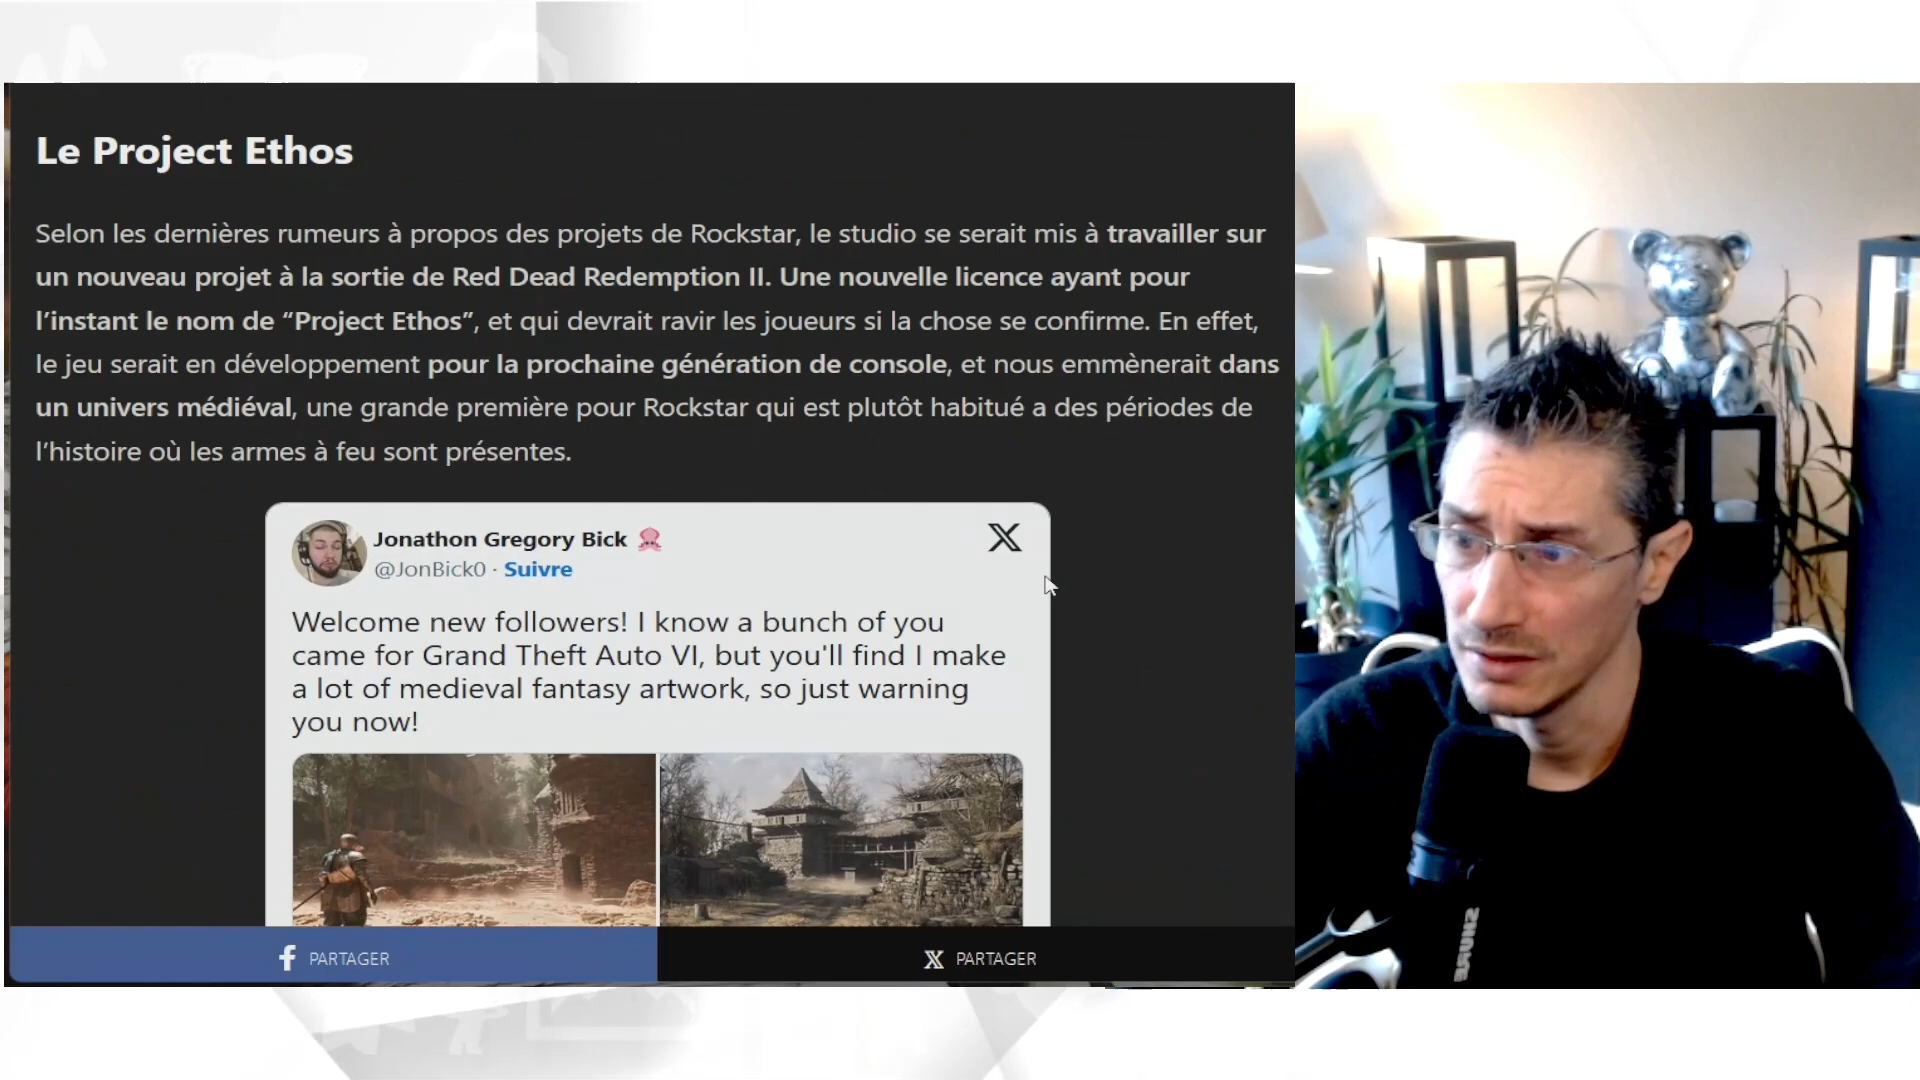 Le Project Ethos
Selon les dernières rumeurs à propos des projets de Rockstar, le studio se serait mis à travailler sur
un nouveau projet à la sortie de Red Dead Redemption II. Une nouvelle licence ayant pour
l’instant le nom de “Project Ethos”, et qui devrait ravir les joueurs si la chose se confirme. En effet,
le jeu serait en développement pour la prochaine génération de console, et nous emmènerait dans
un univers médiéval, une grande première pour Rockstar qui est plutôt habitué a des périodes de
l’histoire où les armes à feu sont présentes.
Jonathon Gregory Bick
@JonBick0 · Suivre
Welcome new followers! I know a bunch of you
came for Grand Theft Auto VI, but you'll find I make
a lot of medieval fantasy artwork, so just warning
you now!
PARTAGER
PARTAGER
SHURE